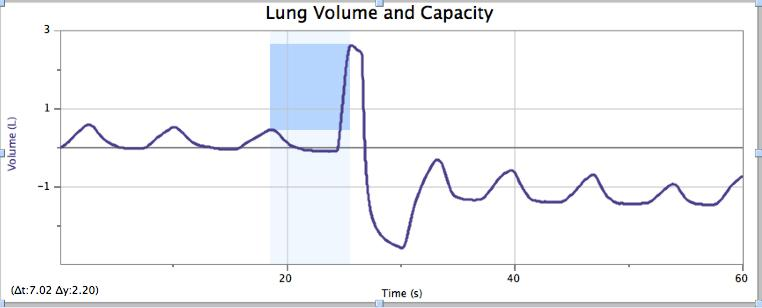 Lung Volume and Capacity
3
1
-1
Volume (L)
20
40
60
Time (s)
(Δt:7.02 Δy:2.20)